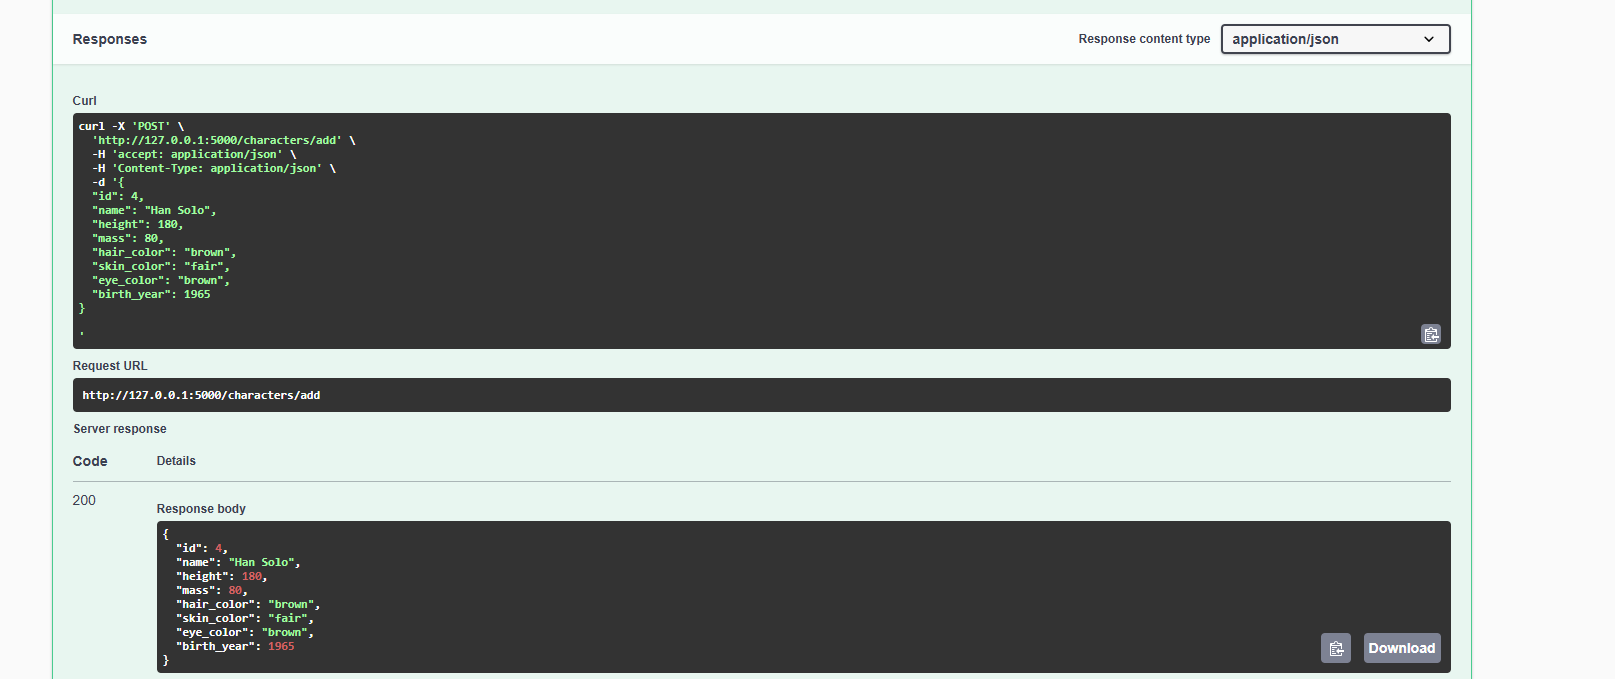 Responses
Response content type application/json
Curl
curl -X 'POST' \
'http://127.0.0.1:5000/characters/add' \
-H 'accept: application/json' \
-H 'Content-Type: application/json' \
-d '{
"id": 4,
"name": "Han Solo",
"height": 180,
"mass": 80,
"hair_color": "brown",
"skin_color": "fair",
"eye_color": "brown",
"birth_year": 1965
}
'
Request URL
http://127.0.0.1:5000/characters/add
Server response
Code Details
200
Response body
{
"id": 4,
"name": "Han Solo",
"height": 180,
"mass": 80,
"hair_color": "brown",
"skin_color": "fair",
"eye_color": "brown",
"birth_year": 1965
}
Download